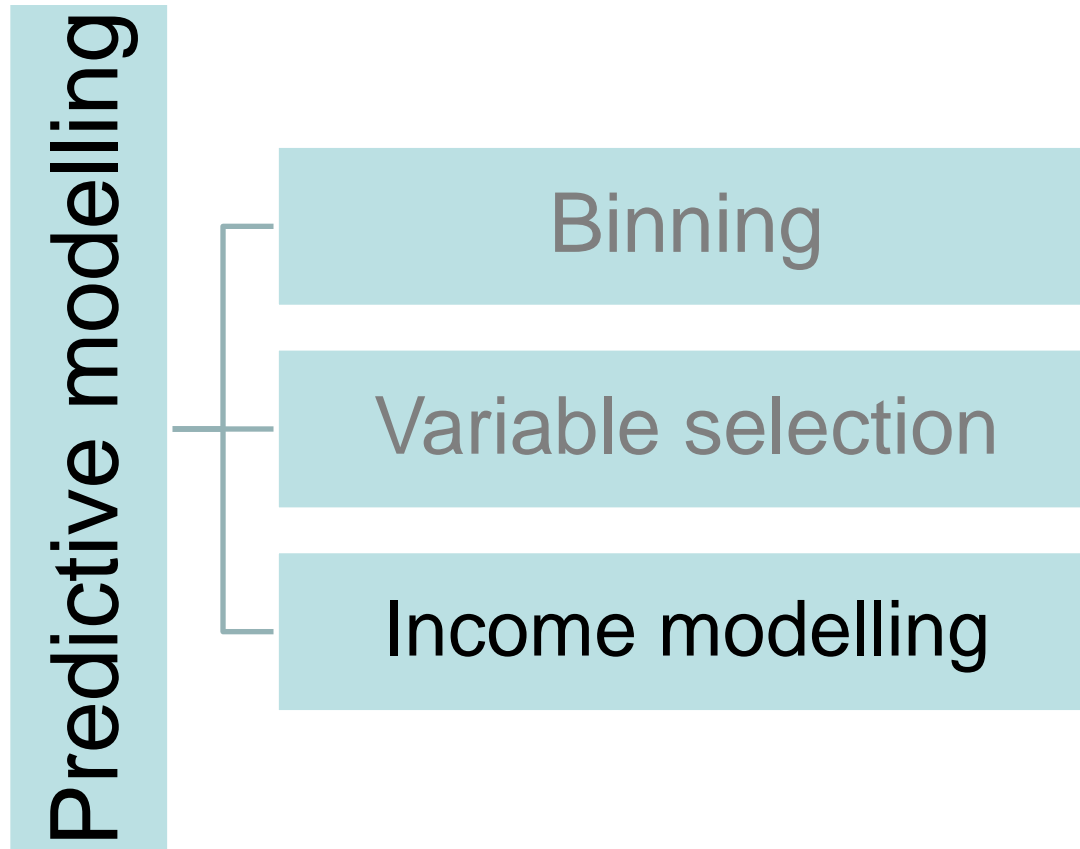 Predictive modelling
Binning
Variable selection
Income modelling